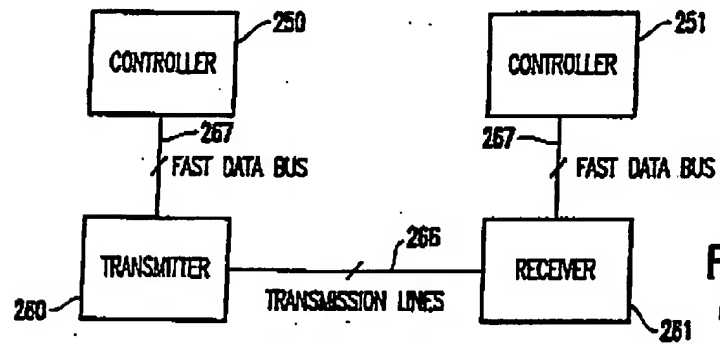 250
251
CONTROLLER
CONTROLLER
267
267
FAST DATA BUS
FAST DATA BUS
266
TRANSMITTER
RECEIVER
TRANSMISSION LINES
260
261
F